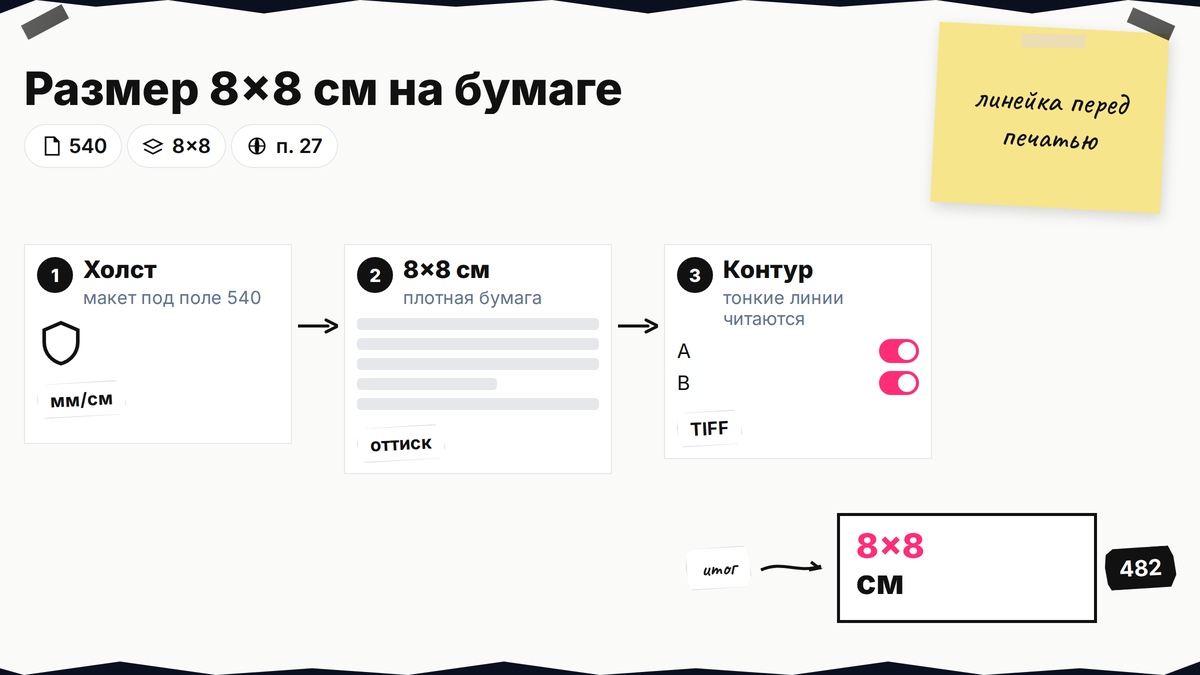 Размер 8×8 см на бумаге
540
8×8
п. 27
линейка перед
печатью
1
Холст
макет под поле 540
мм/см
2
8×8 см
плотная бумага
оттиск
3
Контур
тонкие линии
читаются
A
B
TIFF
итог
8×8
см
482